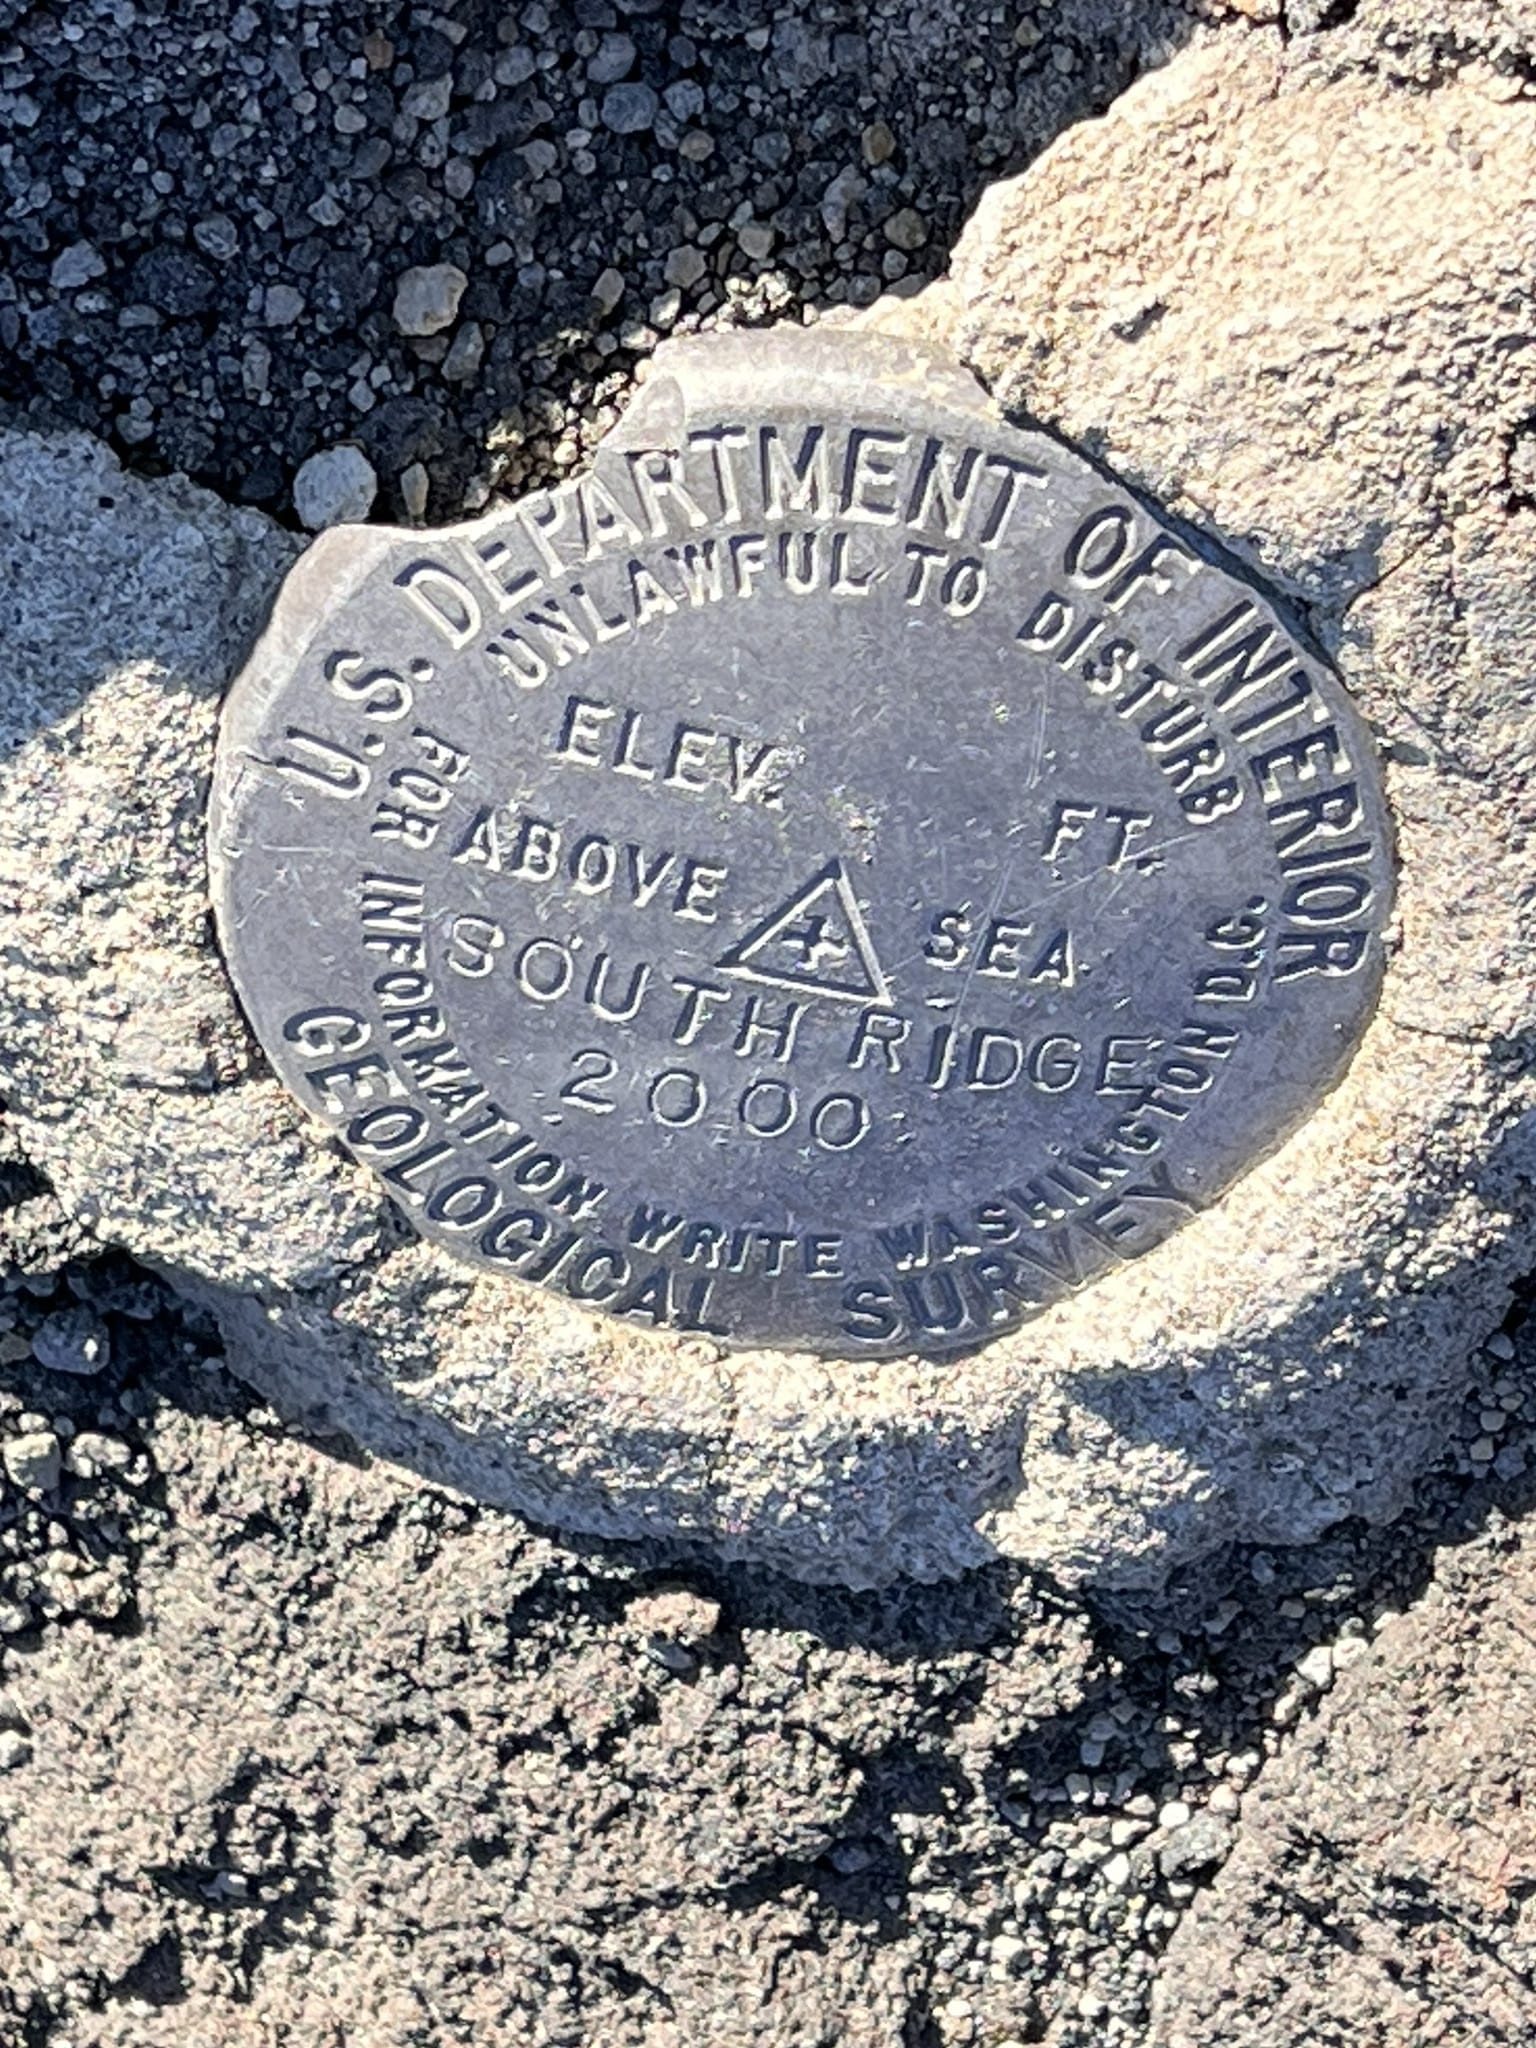 U.S. DEPARTMENT OF INTERIOR
UNLAWFUL TO DISTURB
ELEV. FT.
ABOVE SEA
SOUTH RIDGE
2000
FOR INFORMATION WRITE WASHINGTON D.C.
GEOLOGICAL SURVEY